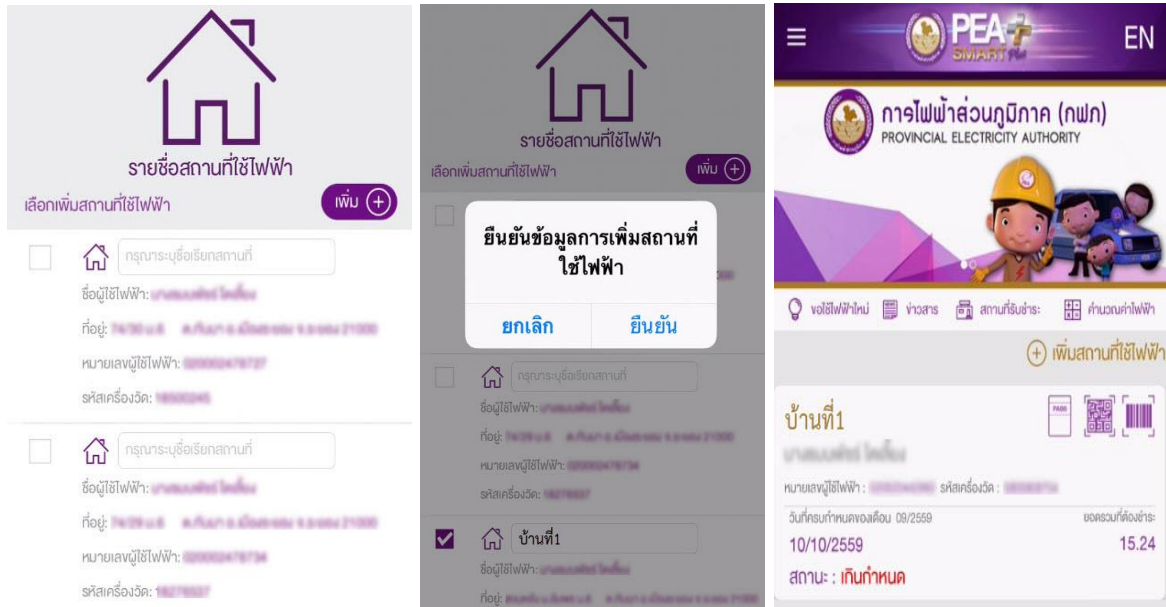 รายชื่อสถานที่ใช้ไฟฟ้า
เลือกเพิ่มสถานที่ใช้ไฟฟ้า
เพิ่ม
กรุณาระบุชื่อเรียกสถานที่
ชื่อผู้ใช้ไฟฟ้า:
ที่อยู่:
หมายเลขผู้ใช้ไฟฟ้า:
รหัสเครื่องวัด:
กรุณาระบุชื่อเรียกสถานที่
ชื่อผู้ใช้ไฟฟ้า:
ที่อยู่:
หมายเลขผู้ใช้ไฟฟ้า:
รหัสเครื่องวัด:
รายชื่อสถานที่ใช้ไฟฟ้า
เลือกเพิ่มสถานที่ใช้ไฟฟ้า
เพิ่ม
ยืนยันข้อมูลการเพิ่มสถานที่
ใช้ไฟฟ้า
ยกเลิก ยืนยัน
กรุณาระบุชื่อเรียกสถานที่
ชื่อผู้ใช้ไฟฟ้า:
ที่อยู่:
หมายเลขผู้ใช้ไฟฟ้า:
รหัสเครื่องวัด:
บ้านที่1
ชื่อผู้ใช้ไฟฟ้า:
ที่อยู่:
PEA
SMART Plus
EN
การไฟฟ้าส่วนภูมิภาค (กฟภ)
PROVINCIAL ELECTRICITY AUTHORITY
ขอใช้ไฟฟ้าใหม่ ข่าวสาร สถานที่รับชำระ คำนวณค่าไฟฟ้า
เพิ่มสถานที่ใช้ไฟฟ้า
บ้านที่1
หมายเลขผู้ใช้ไฟฟ้า : รหัสเครื่องวัด :
วันที่ครบกำหนดของเดือน 09/2559 ยอดรวมที่ต้องชำระ
10/10/2559 15.24
สถานะ : เกินกำหนด